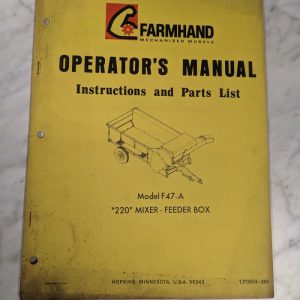 FARMHAND
MECHANIZED MUSCLE
OPERATOR'S MANUAL
Instructions and Parts List
Model F47-A
"220" MIXER - FEEDER BOX
HOPKINS, MINNESOTA, U.S.A. 55343